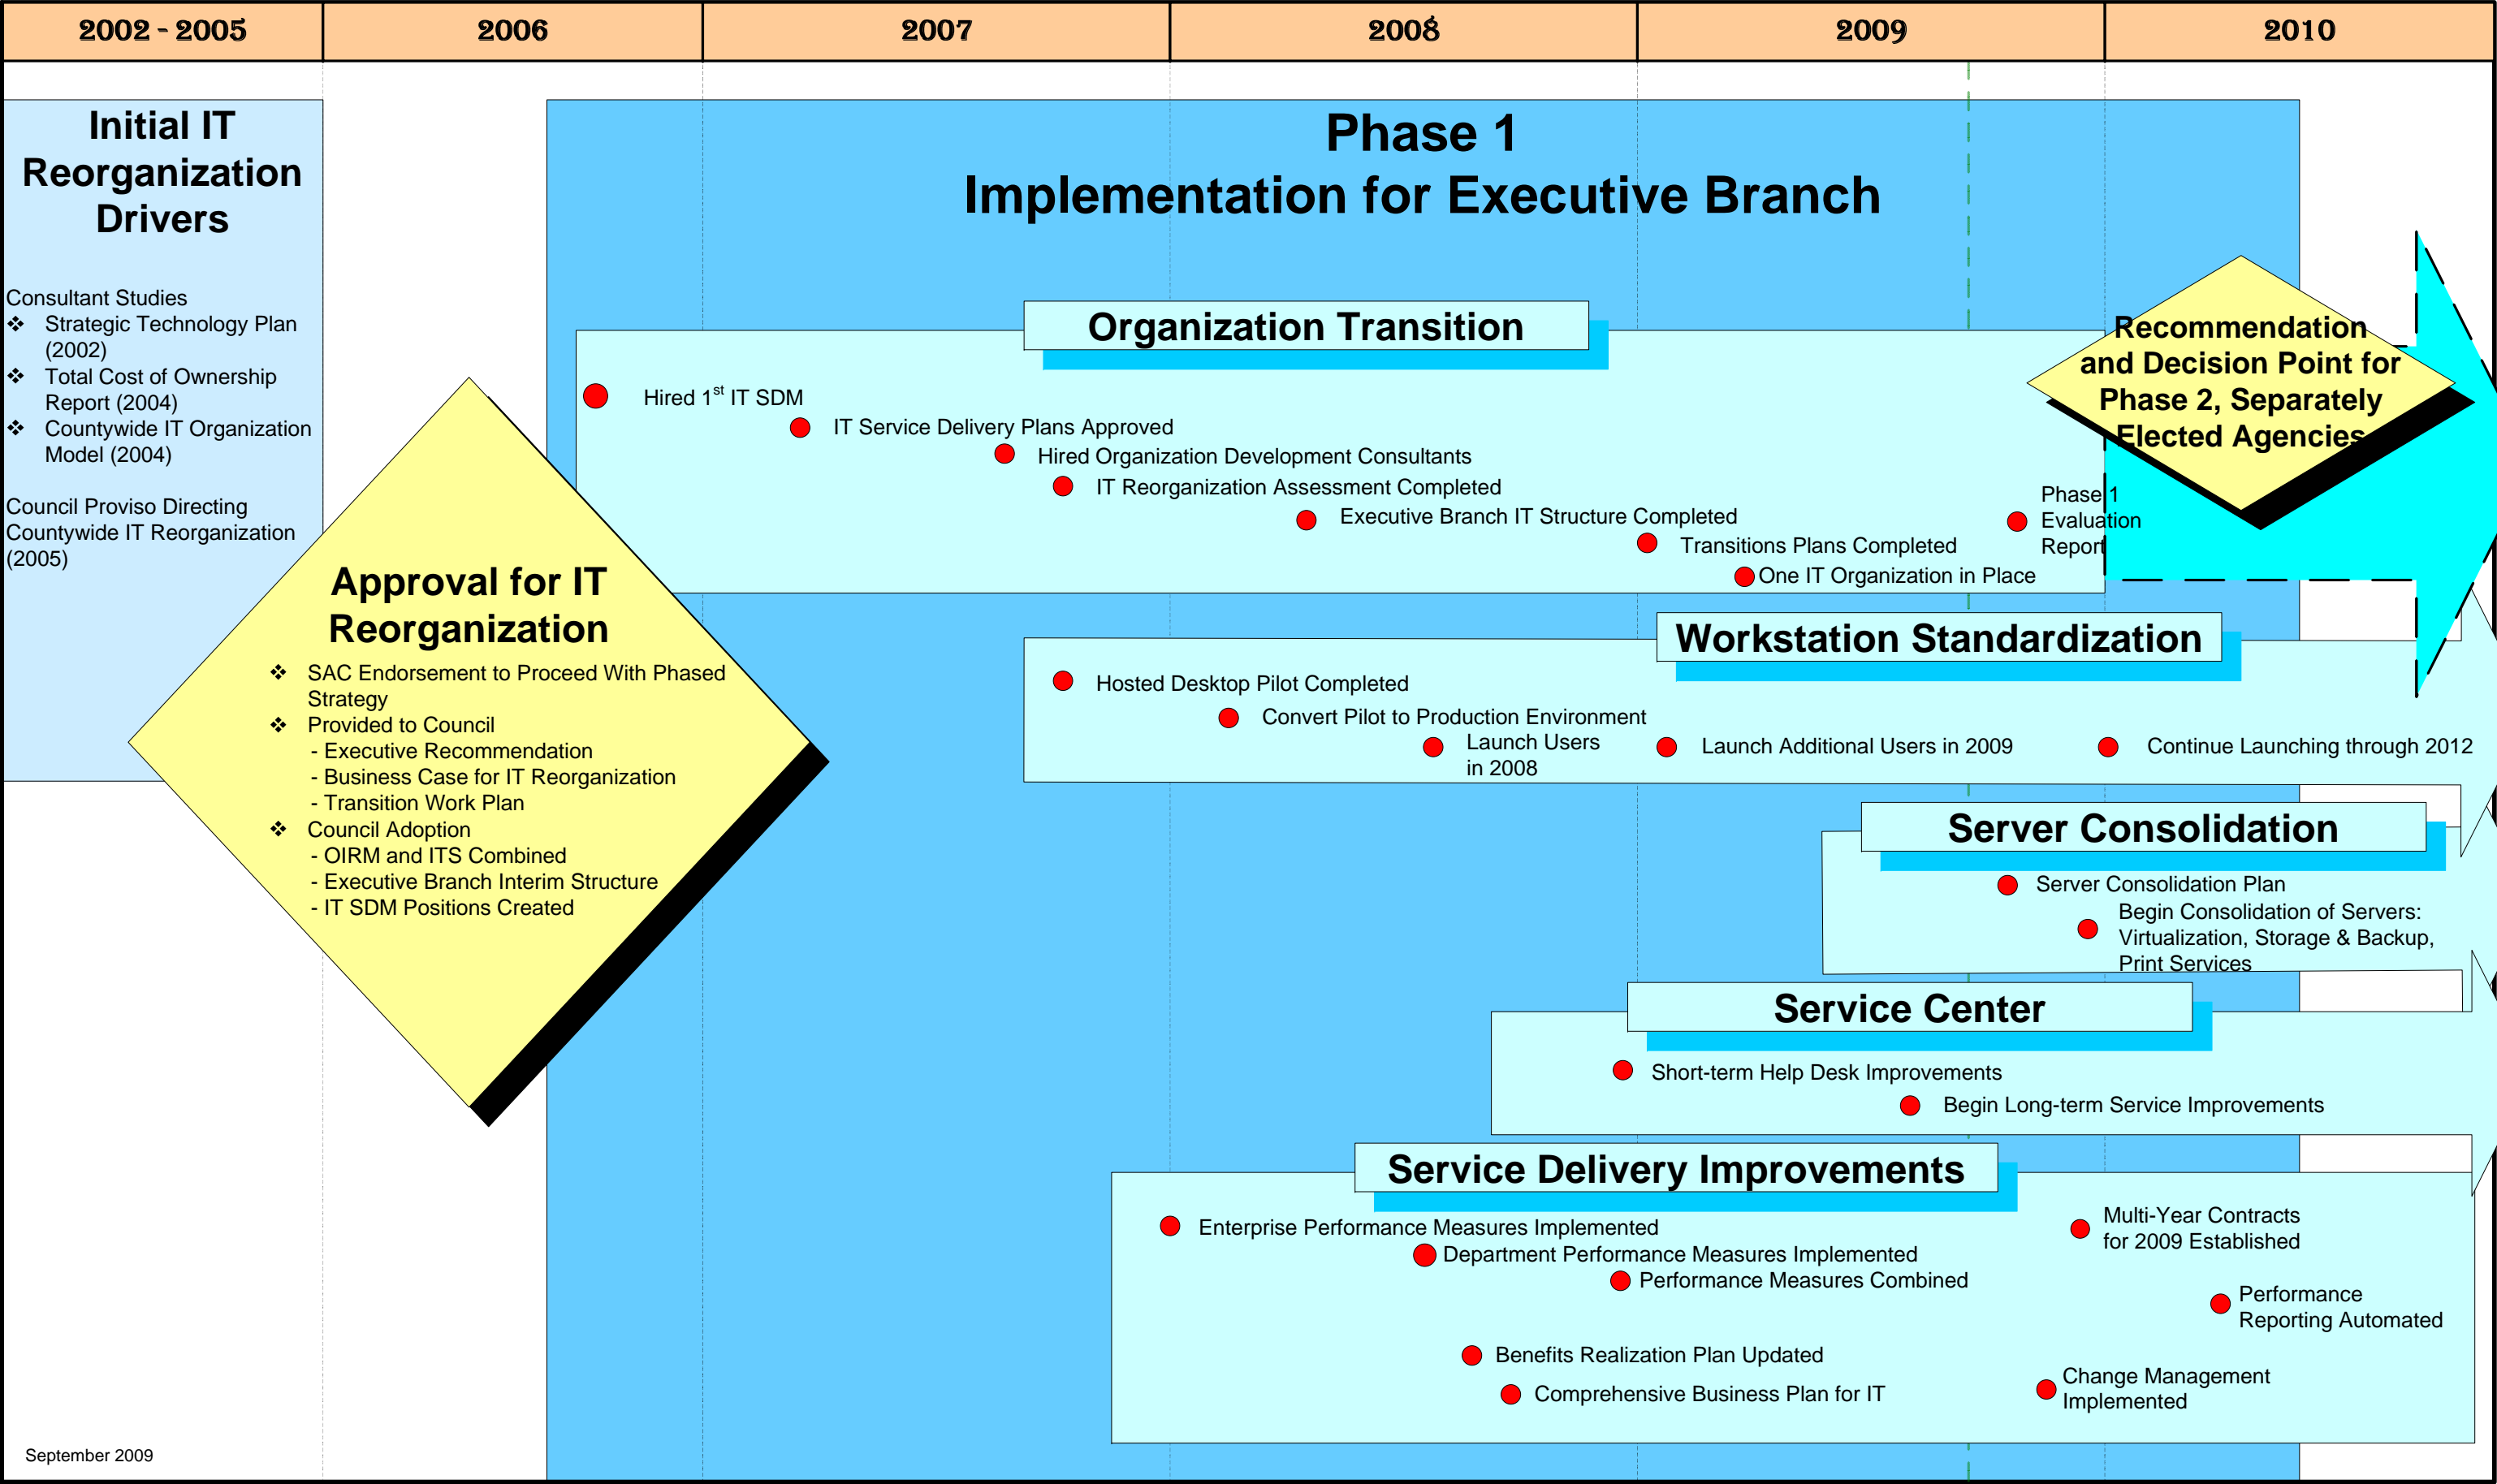 2002 - 2005
2006
2007
2008
2009
2010
Initial IT
Reorganization
Drivers
Consultant Studies
❖ Strategic Technology Plan
(2002)
❖ Total Cost of Ownership
Report (2004)
❖ Countywide IT Organization
Model (2004)
Council Proviso Directing
Countywide IT Reorganization
(2005)
Approval for IT
Reorganization
❖ SAC Endorsement to Proceed With Phased
Strategy
❖ Provided to Council
- Executive Recommendation
- Business Case for IT Reorganization
- Transition Work Plan
❖ Council Adoption
- OIRM and ITS Combined
- Executive Branch Interim Structure
- IT SDM Positions Created
Phase 1
Implementation for Executive Branch
Organization Transition
Hired 1st IT SDM
IT Service Delivery Plans Approved
Hired Organization Development Consultants
IT Reorganization Assessment Completed
Executive Branch IT Structure Completed
Transitions Plans Completed
One IT Organization in Place
Phase 1
Evaluation
Report
Recommendation
and Decision Point for
Phase 2, Separately
Elected Agencies
Workstation Standardization
Hosted Desktop Pilot Completed
Convert Pilot to Production Environment
Launch Users
in 2008
Launch Additional Users in 2009
Continue Launching through 2012
Server Consolidation
Server Consolidation Plan
Begin Consolidation of Servers:
Virtualization, Storage & Backup,
Print Services
Service Center
Short-term Help Desk Improvements
Begin Long-term Service Improvements
Service Delivery Improvements
Enterprise Performance Measures Implemented
Department Performance Measures Implemented
Performance Measures Combined
Multi-Year Contracts
for 2009 Established
Performance
Reporting Automated
Benefits Realization Plan Updated
Comprehensive Business Plan for IT
Change Management
Implemented
September 2009